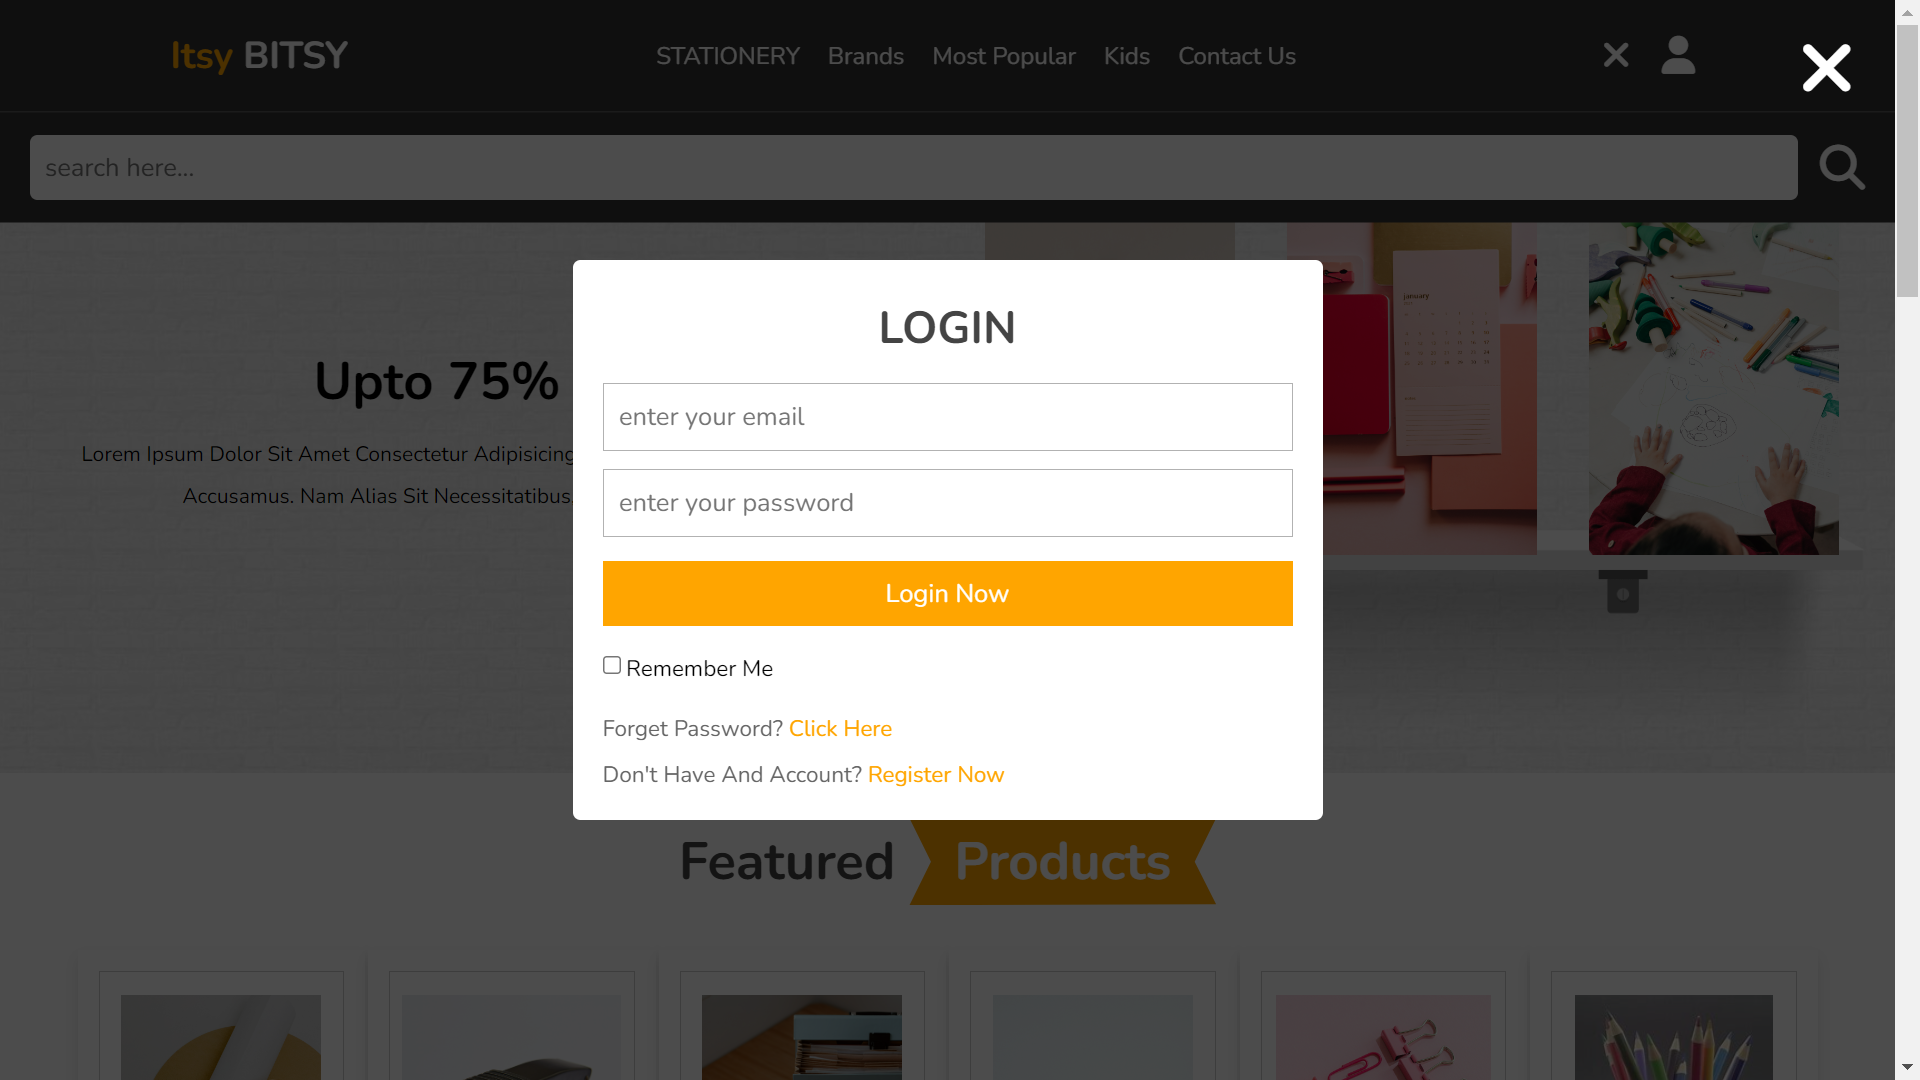 Itsy BITSY
STATIONERY Brands Most Popular Kids Contact Us
search here...
Upto 75%
Lorem Ipsum Dolor Sit Amet Consectetur Adipisicing
Accusamus. Nam Alias Sit Necessitatibus.
january
LOGIN
enter your email
enter your password
Login Now
Remember Me
Forget Password? Click Here
Don't Have And Account? Register Now
Featured Products